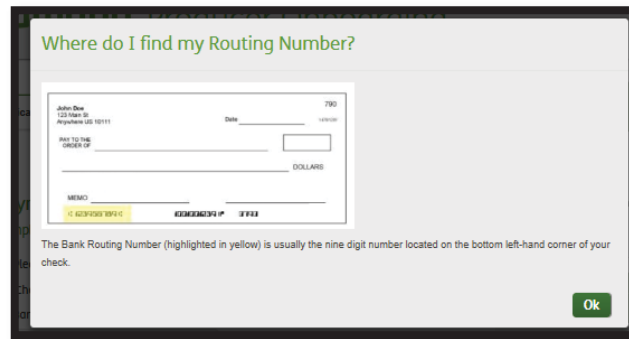 Where do I find my Routing Number?
790
John Doe
123 Main St
Anywhere US 10111
Date
PAY TO THE
ORDER OF
DOLLARS
MEMO
The Bank Routing Number (highlighted in yellow) is usually the nine digit number located on the bottom left-hand corner of your
check.
Ok